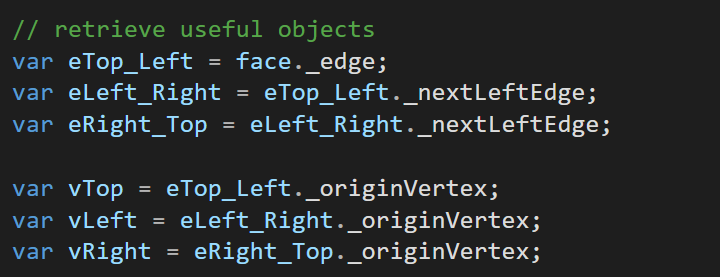 // retrieve useful objects
var eTop_Left = face._edge;
var eLeft_Right = eTop_Left._nextLeftEdge;
var eRight_Top = eLeft_Right._nextLeftEdge;
var vTop = eTop_Left._originVertex;
var vLeft = eLeft_Right._originVertex;
var vRight = eRight_Top._originVertex;